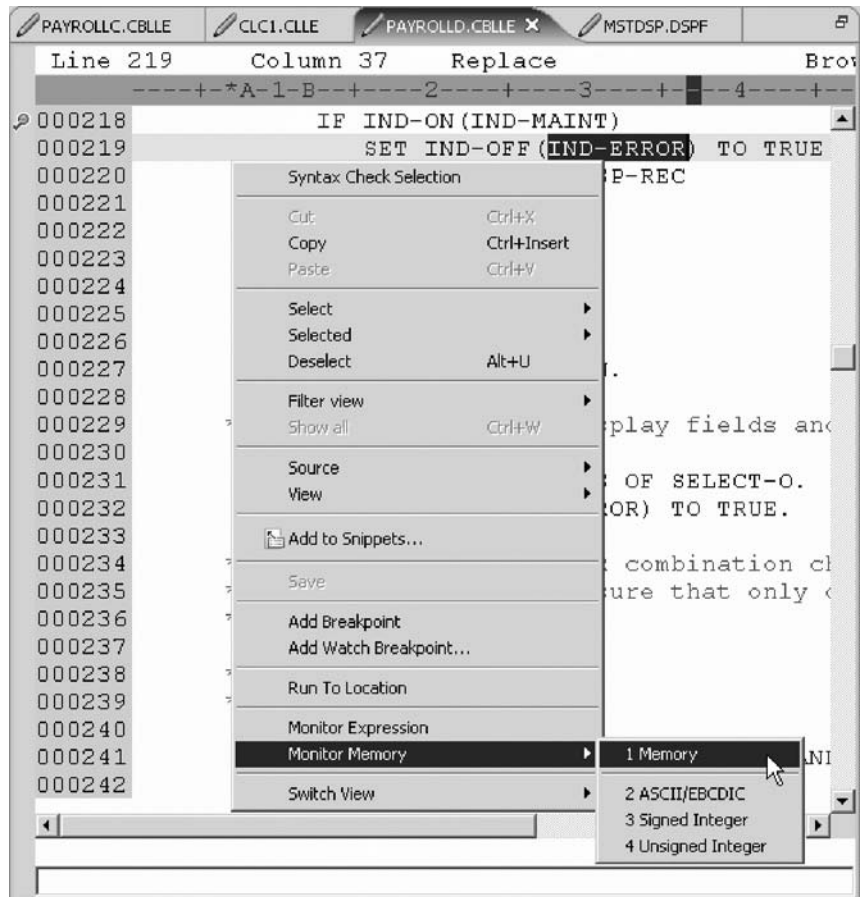 PAYROLLC.CBLLE CLC1.CLLE PAYROLLD.CBLLE MSTDSP.DSPF
Line 219 Column 37 Replace
----+-*A-1-B--+----2----+----3----+-- --4----+--
000218 IF IND-ON(IND-MAINT)
000219 SET IND-OFF(IND-ERROR) TO TRUE
000220 P-REC
000221
000222
000223
000224
000225
000226
000227
000228
000229 play fields
000230
000231 OF SELECT-O.
000232 OR) TO TRUE.
000233
000234 combination
000235 ure that only
000236
000237
000238
000239
000240
000241
000242
Syntax Check Selection
Cut Ctrl+X
Copy Ctrl+Insert
Paste Ctrl+V
Select
Selected
Deselect Alt+U
Filter view
Show all Ctrl+W
Source
View
Add to Snippets...
Save
Add Breakpoint
Add Watch Breakpoint...
Run To Location
Monitor Expression
Monitor Memory
Switch View
1 Memory
2 ASCII/EBCDIC
3 Signed Integer
4 Unsigned Integer